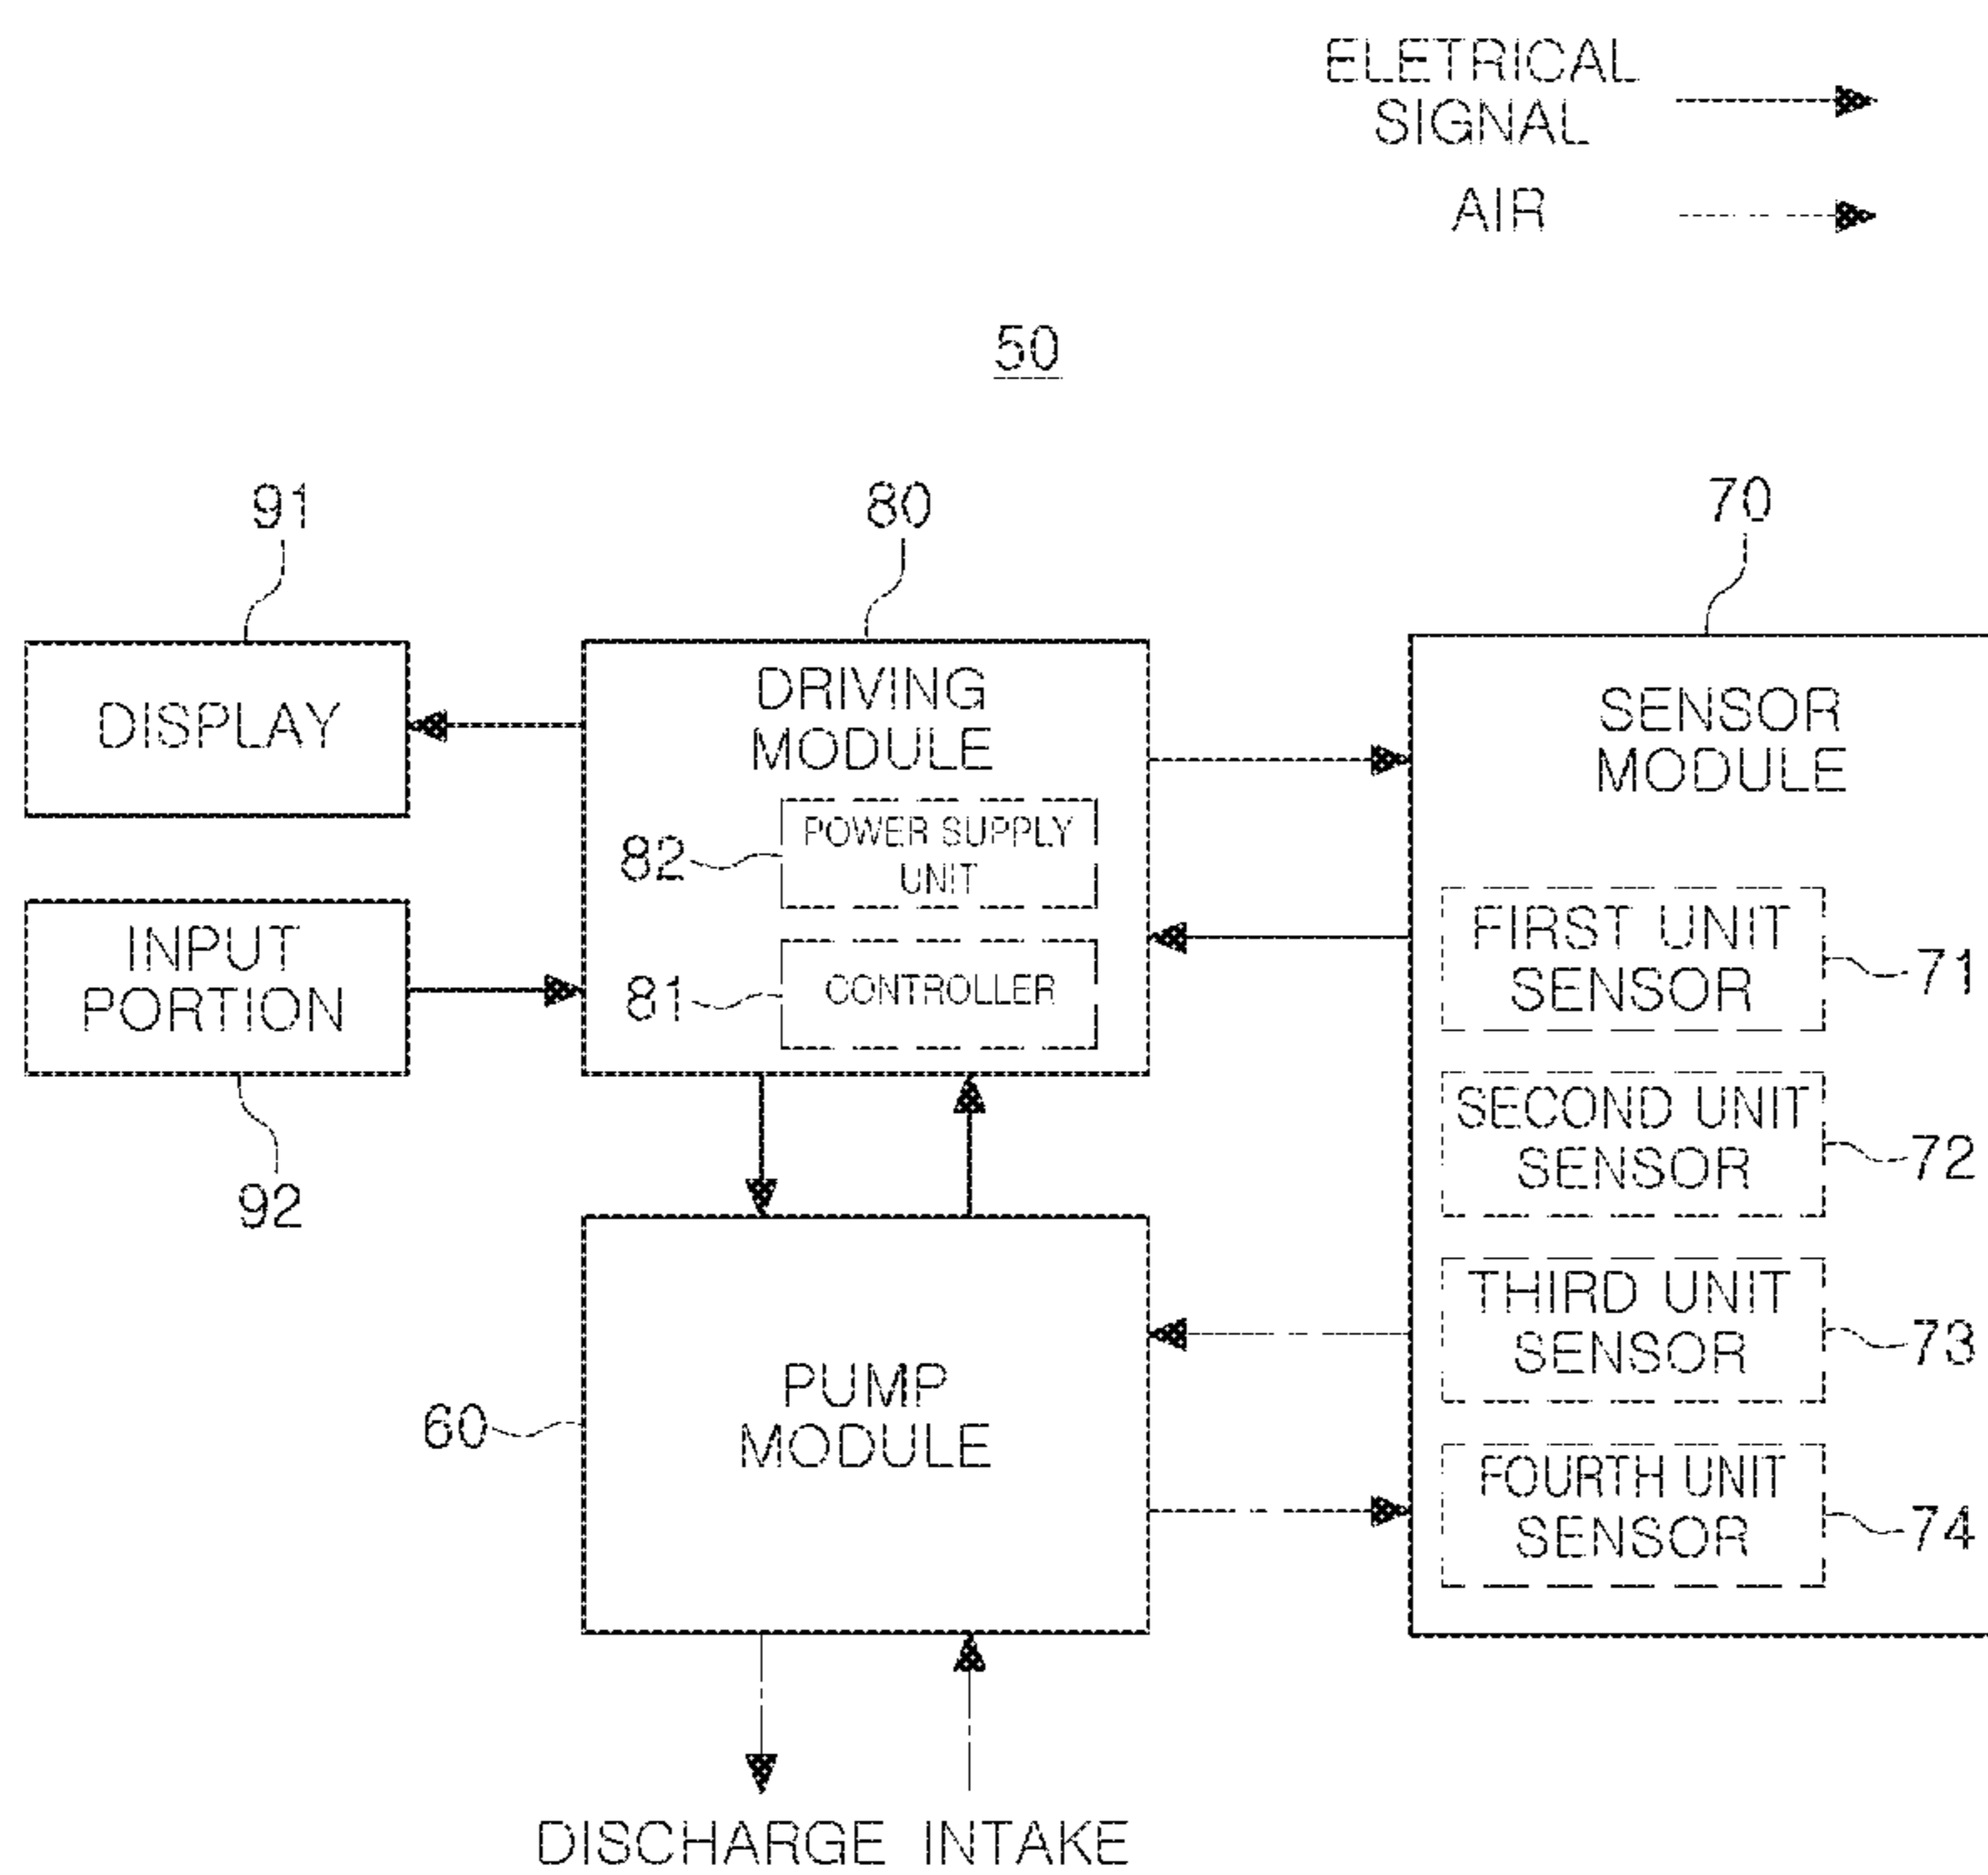 ELETRICAL
SIGNAL
AIR
50
91
80
70
DISPLAY
DRIVING
MODULE
82
POWER SUPPLY
UNIT
81
CONTROLLER
INPUT
PORTION
92
SENSOR
MODULE
FIRST UNIT
SENSOR
71
SECOND UNIT
SENSOR
72
THIRD UNIT
SENSOR
73
FOURTH UNIT
SENSOR
74
60
PUMP
MODULE
DISCHARGE INTAKE